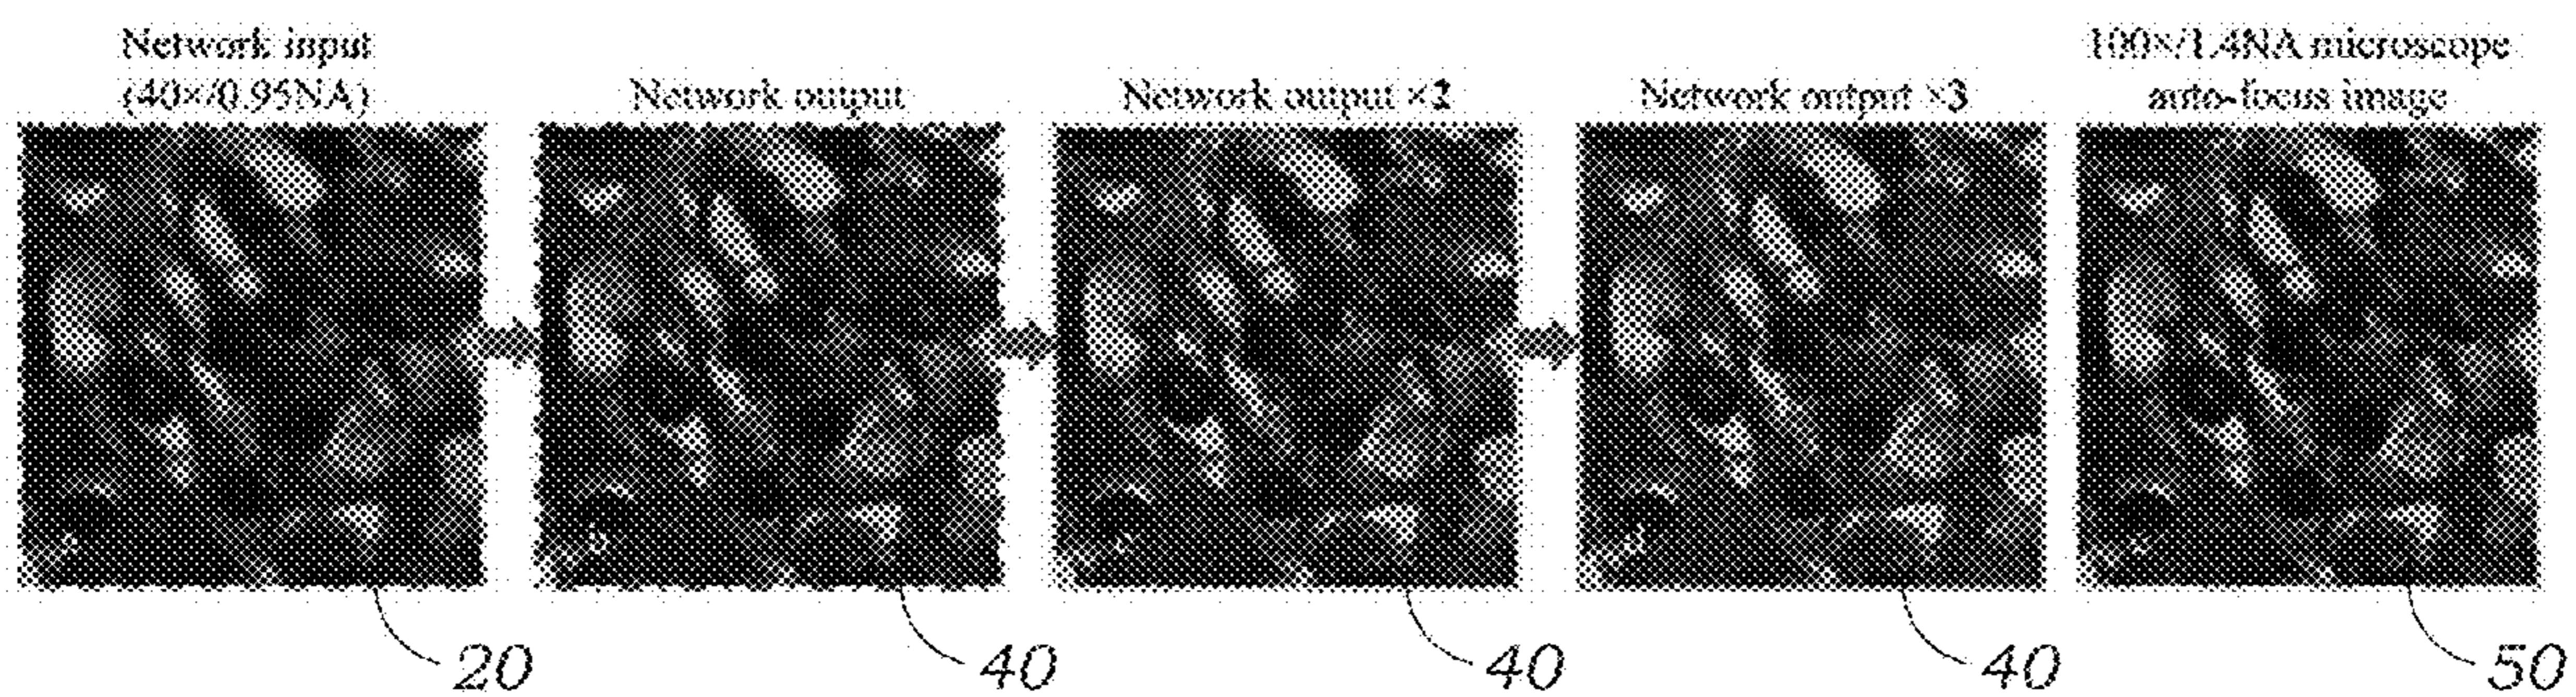 Network input
(40×/0.95NA)
Network output
Network output ×2
Network output ×3
100×/1.4NA microscope
auto-focus image
20
40
40
40
50